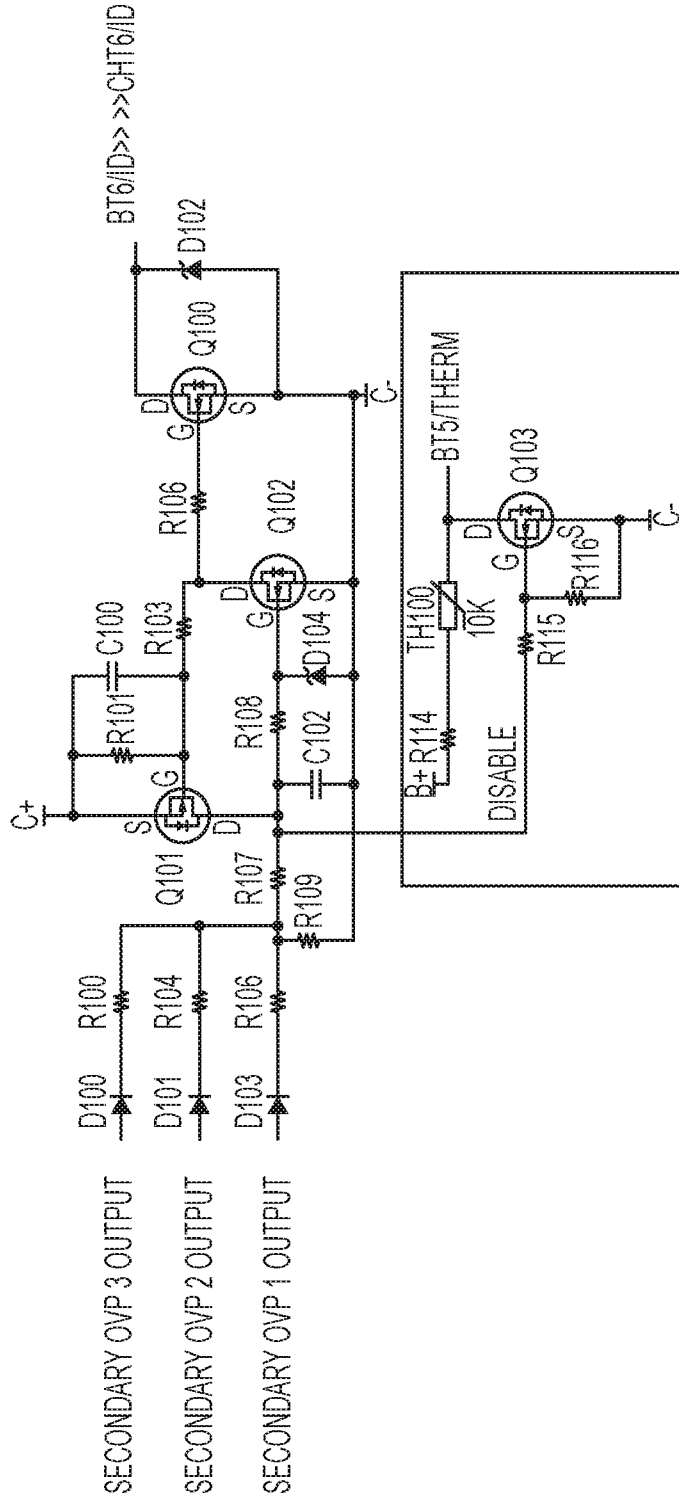 SECONDARY OVP 3 OUTPUT
D100
R100
SECONDARY OVP 2 OUTPUT
D101
R104
SECONDARY OVP 1 OUTPUT
D103
R106
R107
R109
C+
S
G
D
Q101
R101
C100
R103
R108
C102
D104
D
G
S
Q102
R106
D
G
S
Q100
D102
BT6/ID>> >>CHT6/ID
C-
DISABLE
B+
R114
TH100
10K
BT5/THERM
R115
R116
D
G
S
Q103
C-